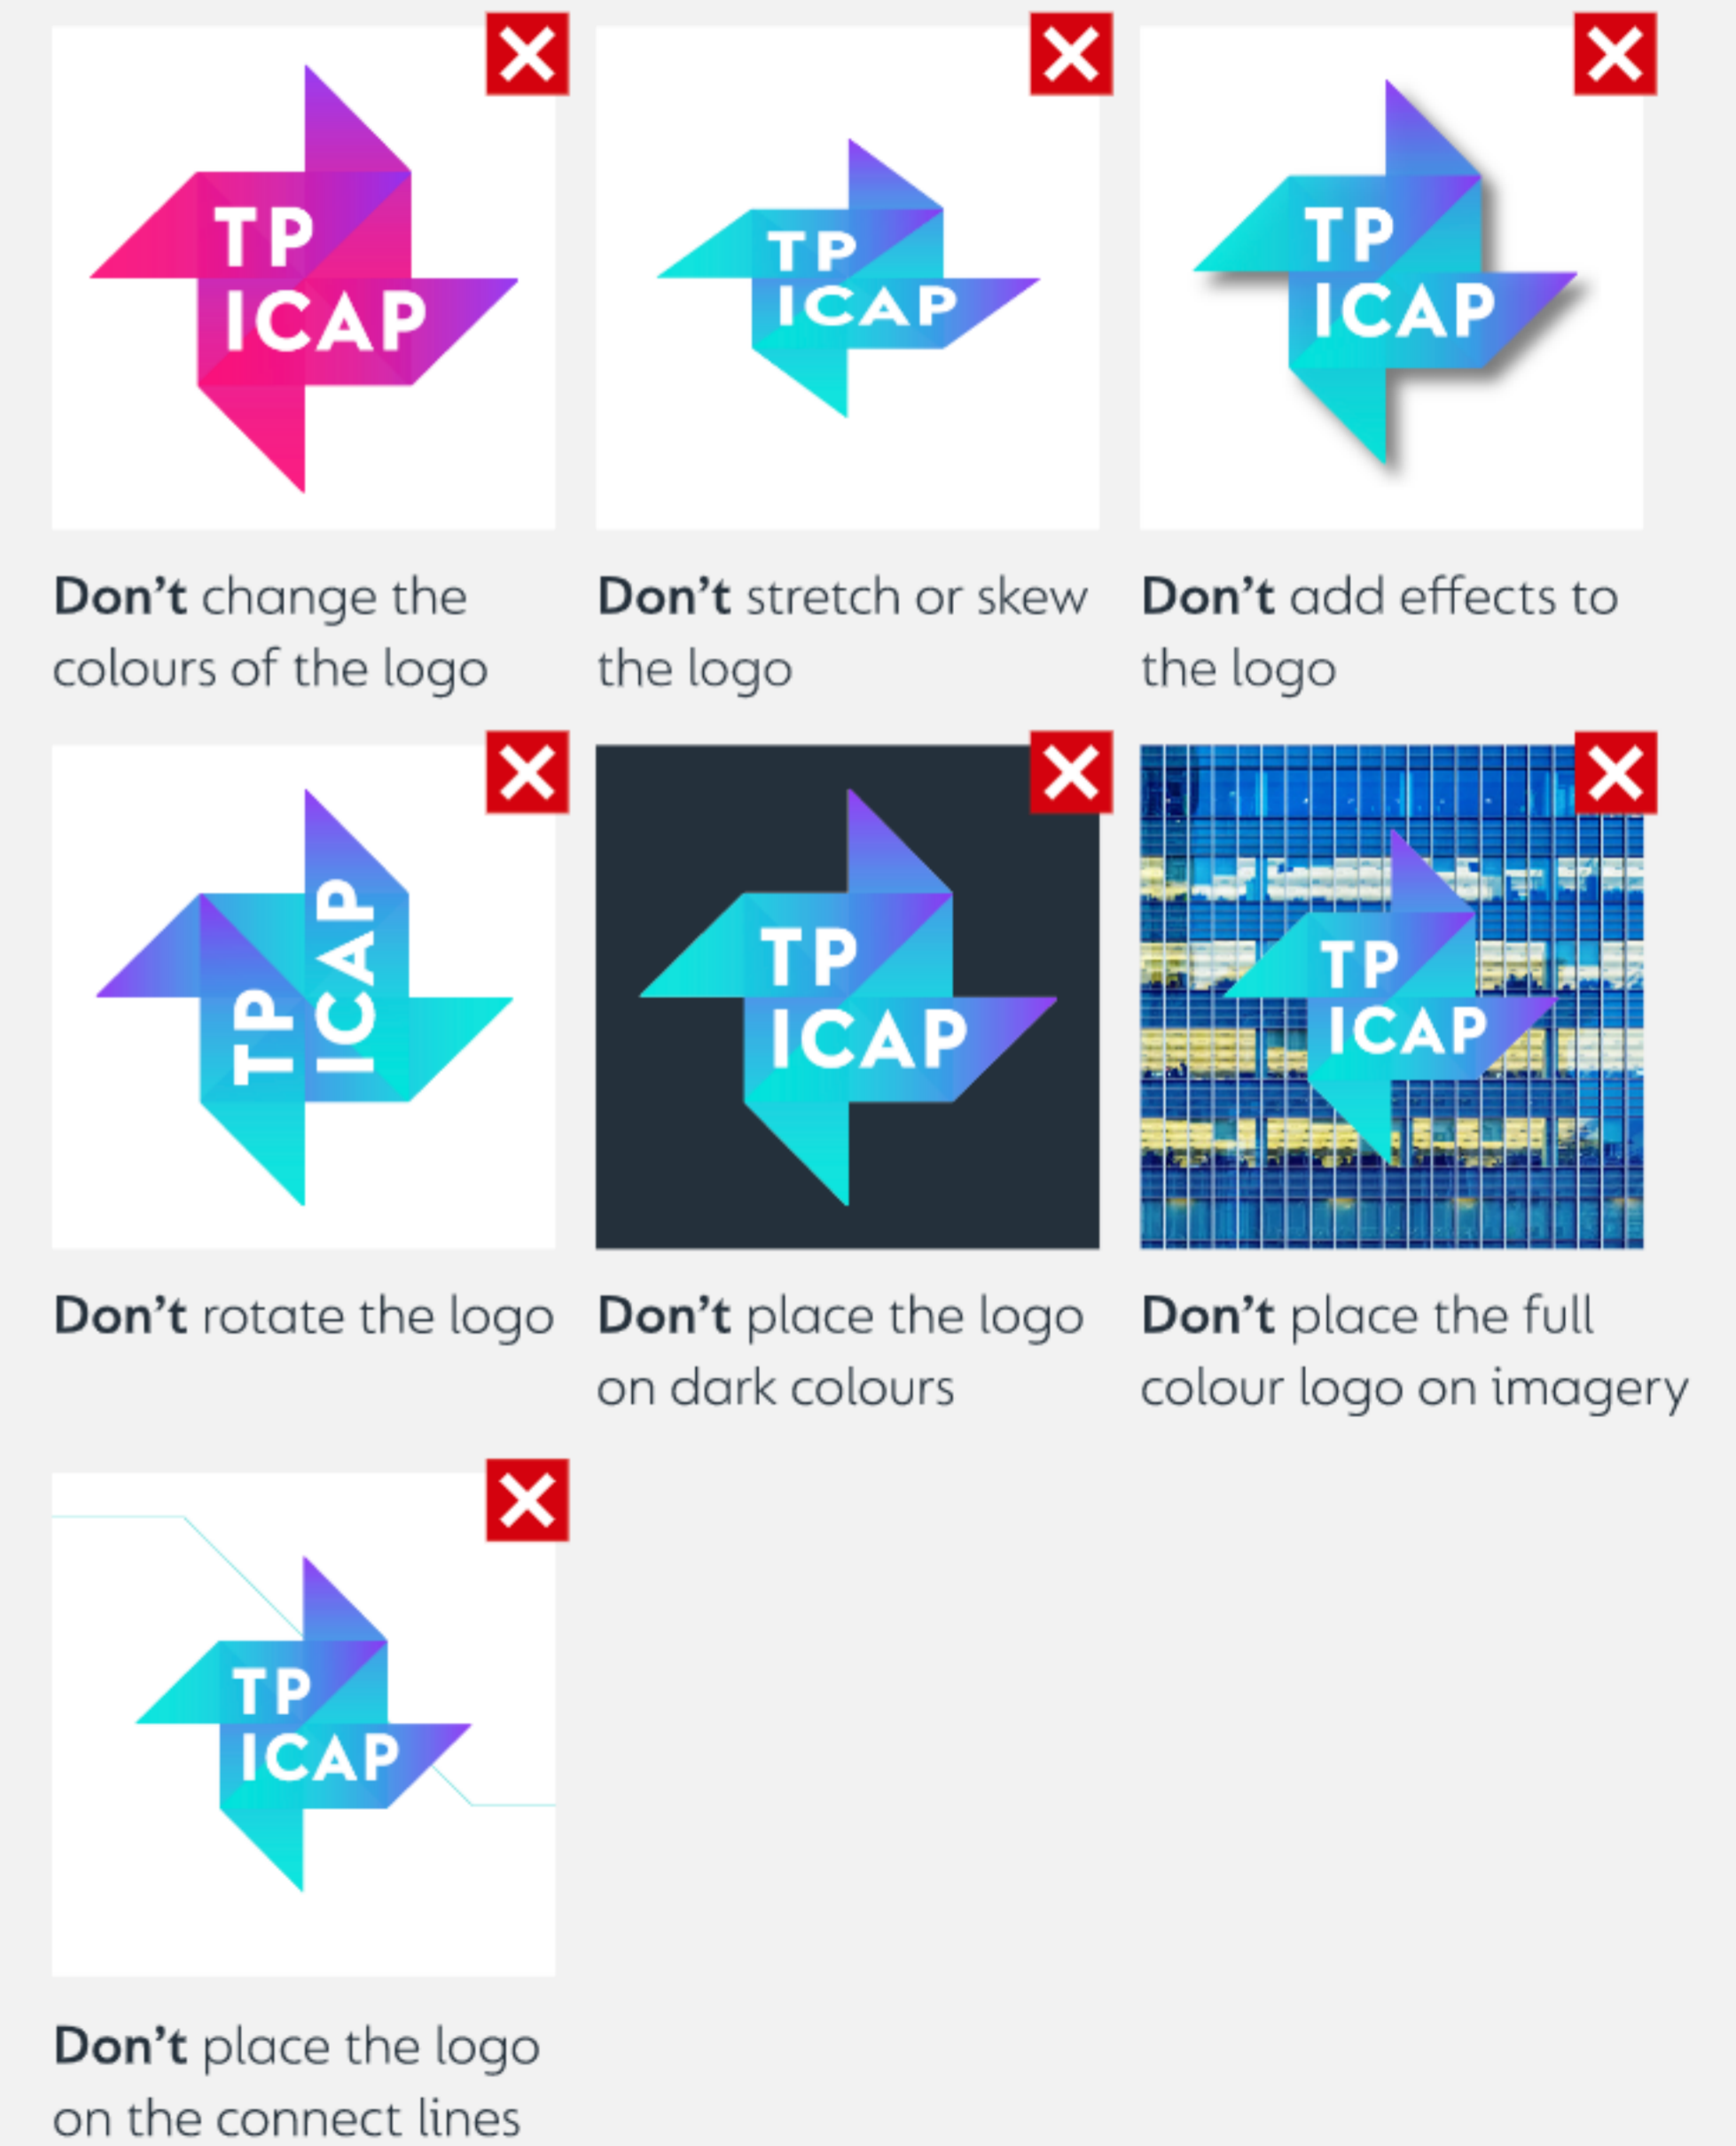 TP
ICAP
TP
ICAP
TP
ICAP
Don't change the
colours of the logo
Don't stretch or skew
the logo
Don't add effects to
the logo
TP
ICAP
TP
ICAP
TP
ICAP
Don't rotate the logo
Don't place the logo
on dark colours
Don't place the full
colour logo on imagery
TP
ICAP
Don't place the logo
on the connect lines